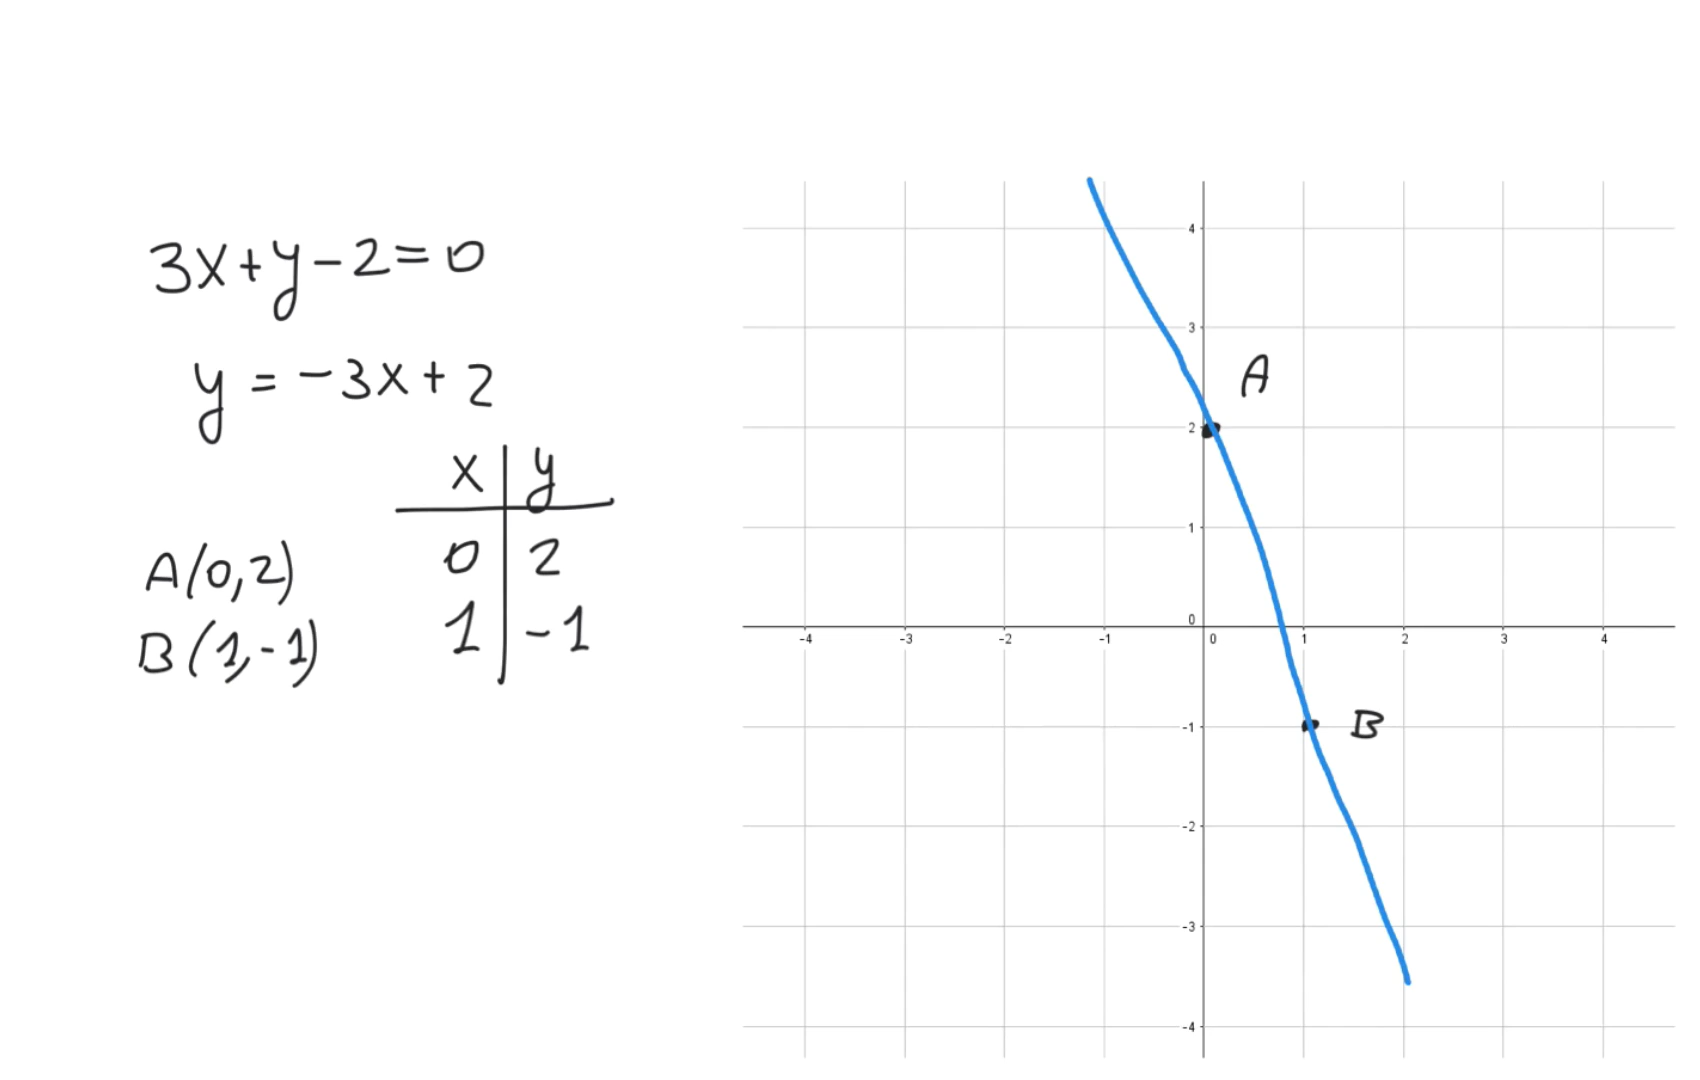 3x+y-2=0
y = -3x+2
x | y
0 | 2
1 | -1
A(0,2)
B(1,-1)
A
B
4
3
2
1
0
-4 -3 -2 -1 0 1 2 3 4
-1
-2
-3
-4